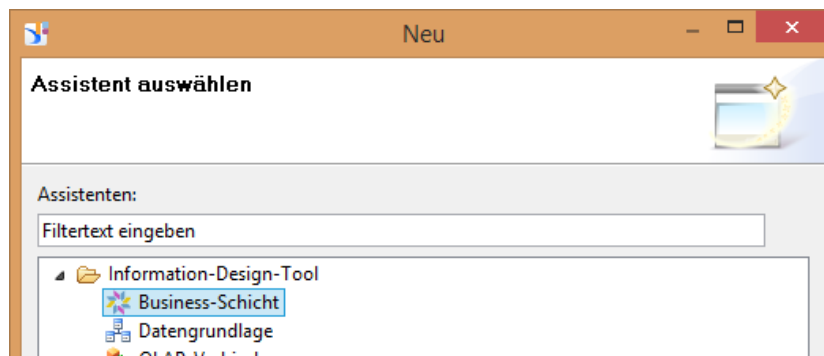 Neu
Assistent auswählen
Assistenten:
Filtertext eingeben
Information-Design-Tool
Business-Schicht
Datengrundlage